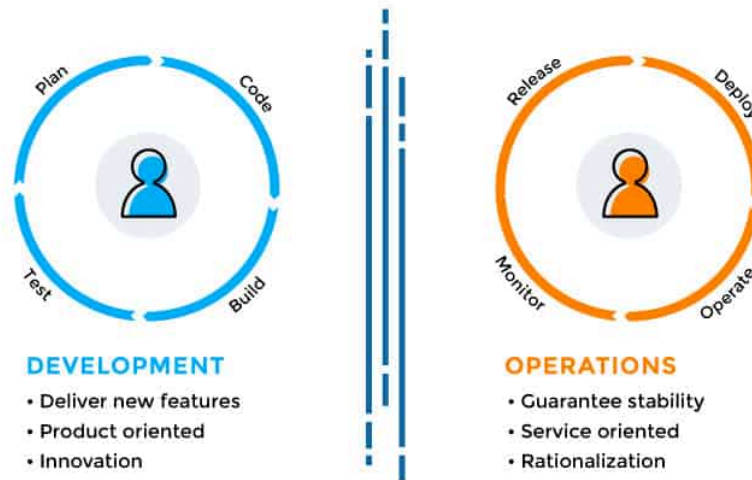 Plan
Code
Test
Build
DEVELOPMENT
• Deliver new features
• Product oriented
• Innovation
Release
Deploy
Monitor
Operate
OPERATIONS
• Guarantee stability
• Service oriented
• Rationalization